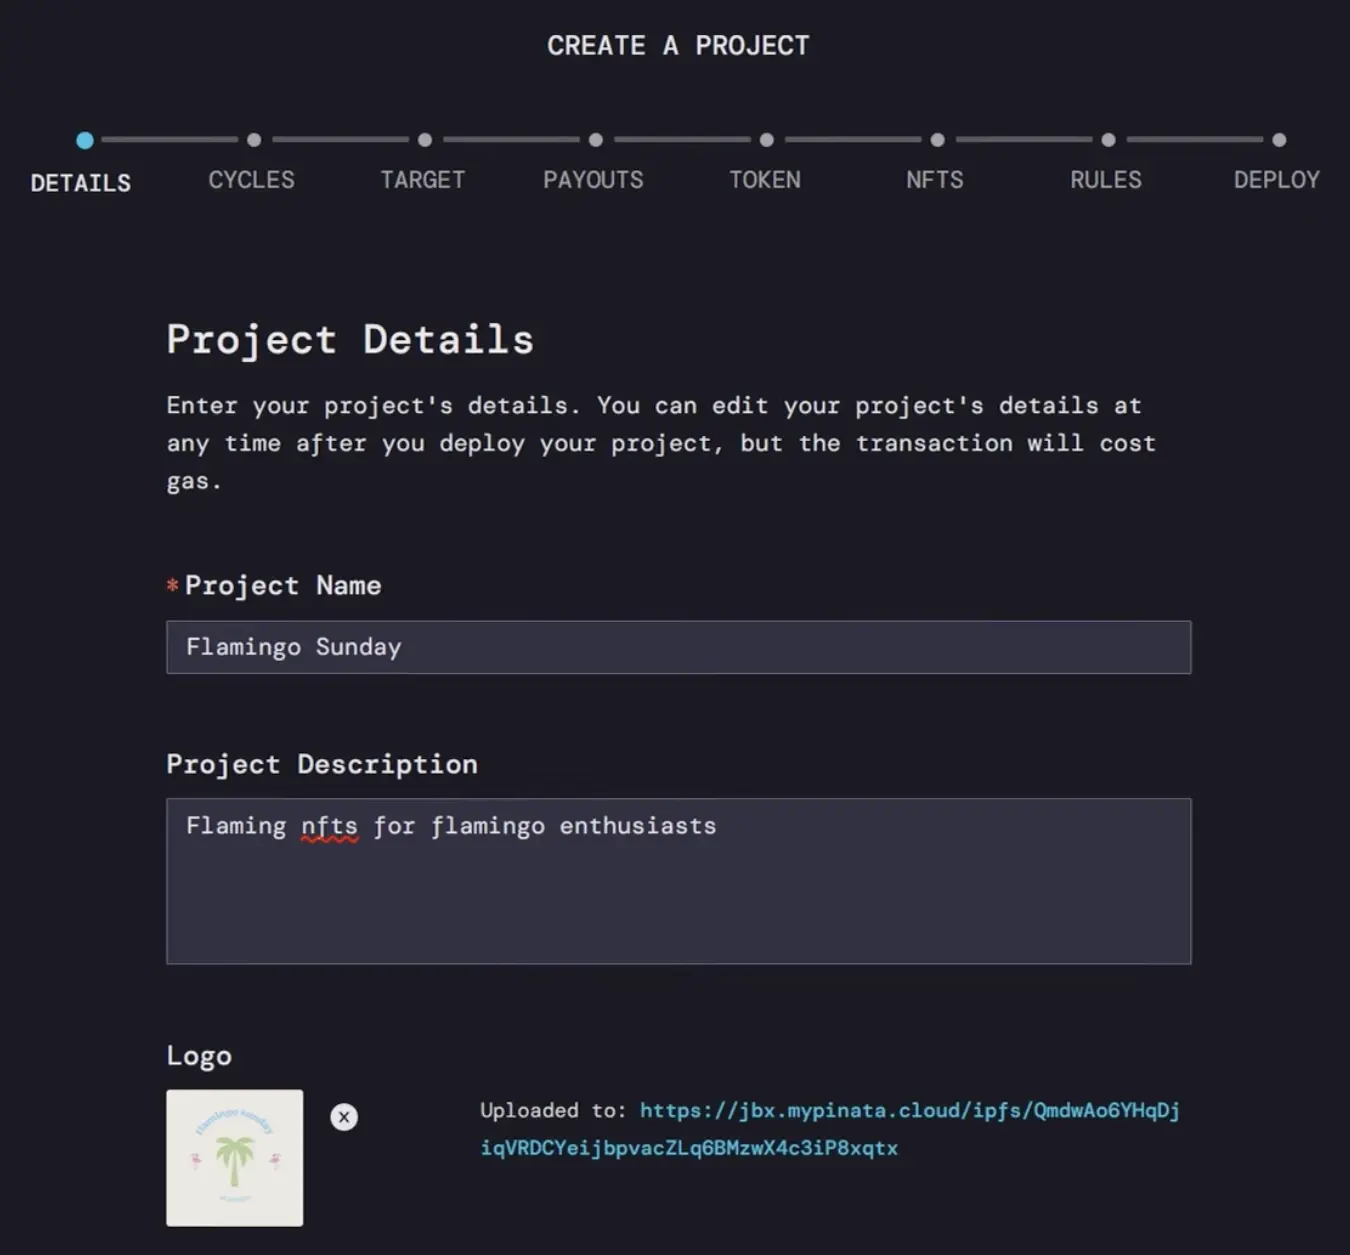 CREATE A PROJECT
DETAILS CYCLES TARGET PAYOUTS TOKEN NFTS RULES DEPLOY
Project Details
Enter your project's details. You can edit your project's details at
any time after you deploy your project, but the transaction will cost
gas.
*Project Name
Flamingo Sunday
Project Description
Flaming nfts for flamingo enthusiasts
Logo
flamingo sunday
Uploaded to: https://jbx.mypinata.cloud/ipfs/QmdwAo6YHqDj
iqVRDCYeijbpvacZLq6BMzwX4c3iP8xqtx